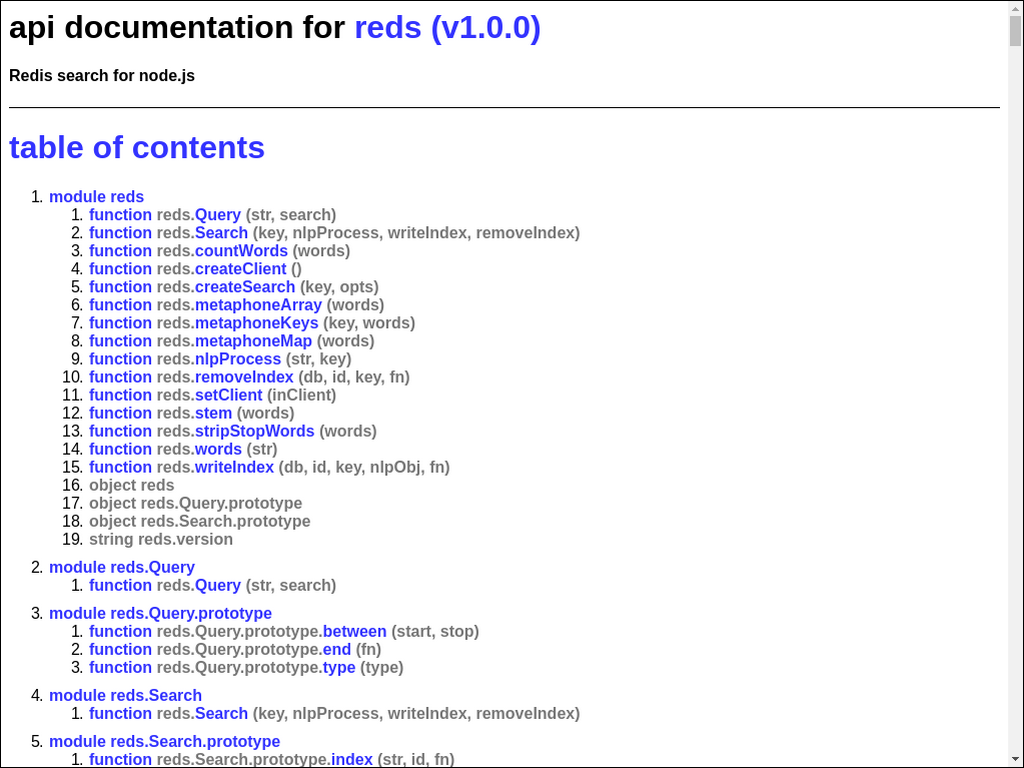 api documentation for reds (v1.0.0)
Redis search for node.js
table of contents
1. module reds
1. function reds.Query (str, search)
2. function reds.Search (key, nlpProcess, writeIndex, removeIndex)
3. function reds.countWords (words)
4. function reds.createClient ()
5. function reds.createSearch (key, opts)
6. function reds.metaphoneArray (words)
7. function reds.metaphoneKeys (key, words)
8. function reds.metaphoneMap (words)
9. function reds.nlpProcess (str, key)
10. function reds.removeIndex (db, id, key, fn)
11. function reds.setClient (inClient)
12. function reds.stem (words)
13. function reds.stripStopWords (words)
14. function reds.words (str)
15. function reds.writeIndex (db, id, key, nlpObj, fn)
16. object reds
17. object reds.Query.prototype
18. object reds.Search.prototype
19. string reds.version
2. module reds.Query
1. function reds.Query (str, search)
3. module reds.Query.prototype
1. function reds.Query.prototype.between (start, stop)
2. function reds.Query.prototype.end (fn)
3. function reds.Query.prototype.type (type)
4. module reds.Search
1. function reds.Search (key, nlpProcess, writeIndex, removeIndex)
5. module reds.Search.prototype
1. function reds.Search.prototype.index (str, id, fn)